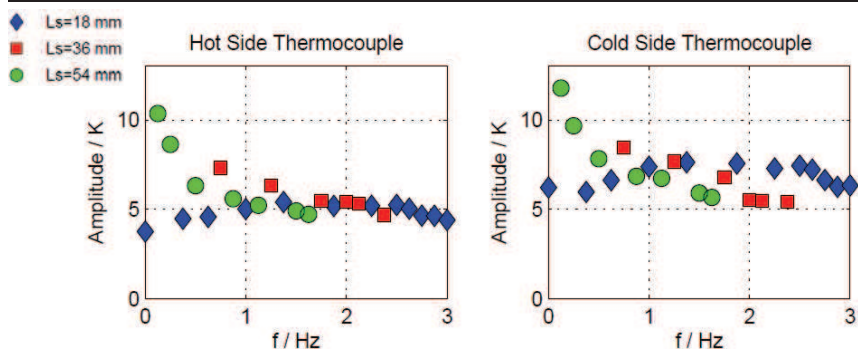 Ls=18 mm
Ls=36 mm
Ls=54 mm
Hot Side Thermocouple
Amplitude / K
10
5
0
0 1 2 3
f / Hz
Cold Side Thermocouple
Amplitude / K
10
5
0
0 1 2 3
f / Hz